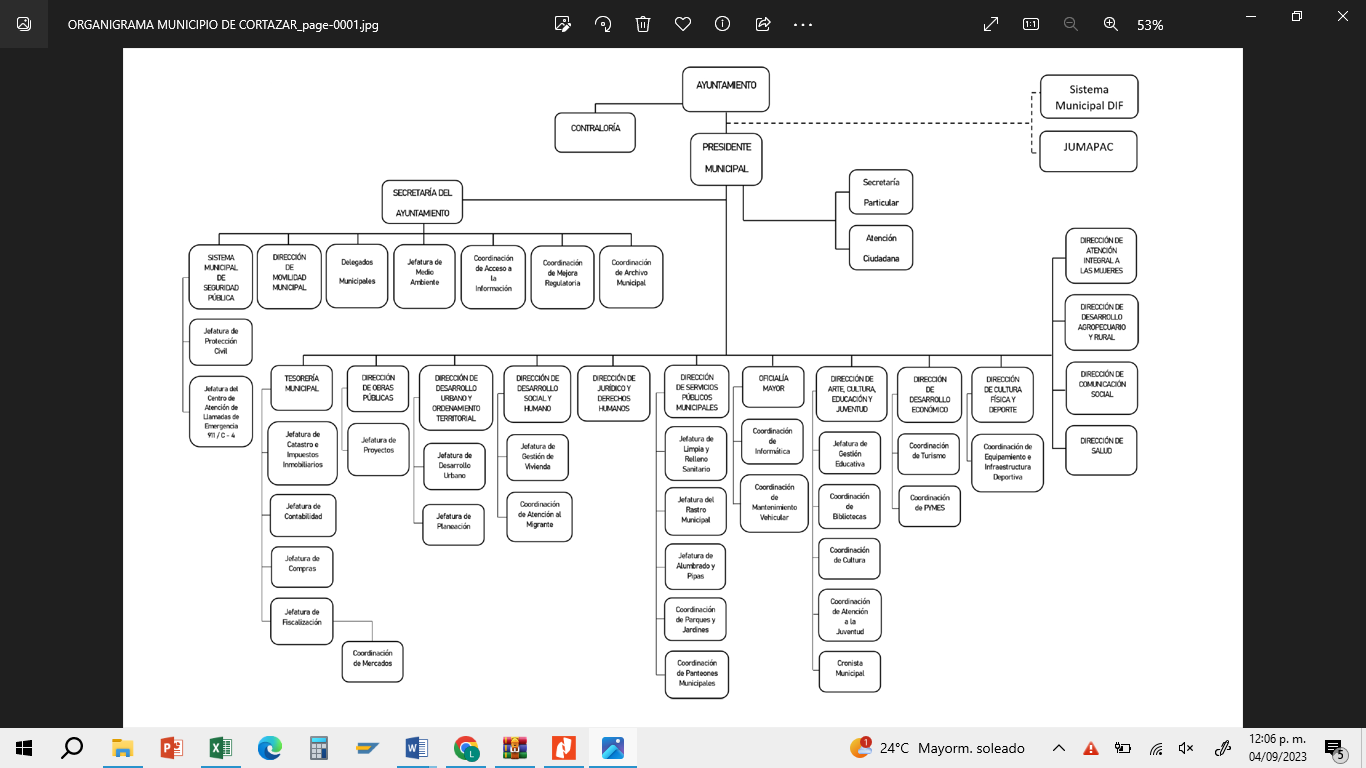 ORGANIGRAMA MUNICIPIO DE CORTAZAR_page-0001.jpg
53%
AYUNTAMIENTO
CONTRALORÍA
Sistema
Municipal DIF
JUMAPAC
PRESIDENTE
MUNICIPAL
SECRETARÍA DEL
AYUNTAMIENTO
Secretaría
Particular
Atención
Ciudadana
SISTEMA
MUNICIPAL
DE
SEGURIDAD
PÚBLICA
DIRECCIÓN
DE
MOVILIDAD
MUNICIPAL
Delegados
Municipales
Jefatura de
Medio
Ambiente
Coordinación
de Acceso a
la
Información
Coordinación
de Mejora
Regulatoria
Coordinación
de Archivo
Municipal
Jefatura de
Protección
Civil
Jefatura del
Centro de
Atención de
Llamadas de
Emergencia
911 / C - 4
DIRECCIÓN DE
ATENCIÓN
INTEGRAL A
LAS MUJERES
DIRECCIÓN DE
DESARROLLO
AGROPECUARIO
Y RURAL
DIRECCIÓN DE
COMUNICACIÓN
SOCIAL
DIRECCIÓN DE
SALUD
TESORERÍA
MUNICIPAL
Jefatura de
Catastro e
Impuestos
Inmobiliarios
Jefatura de
Contabilidad
Jefatura de
Compras
Jefatura de
Fiscalización
Coordinación
de Mercados
DIRECCIÓN
DE OBRAS
PÚBLICAS
Jefatura de
Proyectos
DIRECCIÓN DE
DESARROLLO
URBANO Y
ORDENAMIENTO
TERRITORIAL
Jefatura de
Desarrollo
Urbano
Jefatura de
Planeación
DIRECCIÓN DE
DESARROLLO
SOCIAL Y
HUMANO
Jefatura de
Gestión de
Vivienda
Coordinación
de Atención al
Migrante
DIRECCIÓN DE
JURÍDICO Y
DERECHOS
HUMANOS
DIRECCIÓN
DE SERVICIOS
PÚBLICOS
MUNICIPALES
Jefatura de
Limpia y
Relleno
Sanitario
Jefatura del
Rastro
Municipal
Jefatura de
Alumbrado y
Pipas
Coordinación
de Parques y
Jardines
Coordinación
de Panteones
Municipales
OFICIALÍA
MAYOR
Coordinación
de
Informática
Coordinación
de
Mantenimiento
Vehicular
DIRECCIÓN DE
ARTE, CULTURA,
EDUCACIÓN Y
JUVENTUD
Jefatura de
Gestión
Educativa
Coordinación
de
Bibliotecas
Coordinación
de Cultura
Coordinación
de Atención
a la
Juventud
Cronista
Municipal
DIRECCIÓN
DE
DESARROLLO
ECONÓMICO
Coordinación
de Turismo
Coordinación
de PYMES
DIRECCIÓN
DE CULTURA
FÍSICA Y
DEPORTE
Coordinación de
Equipamiento e
Infraestructura
Deportiva
24°C Mayorm. soleado
12:06 p. m.
04/09/2023
5